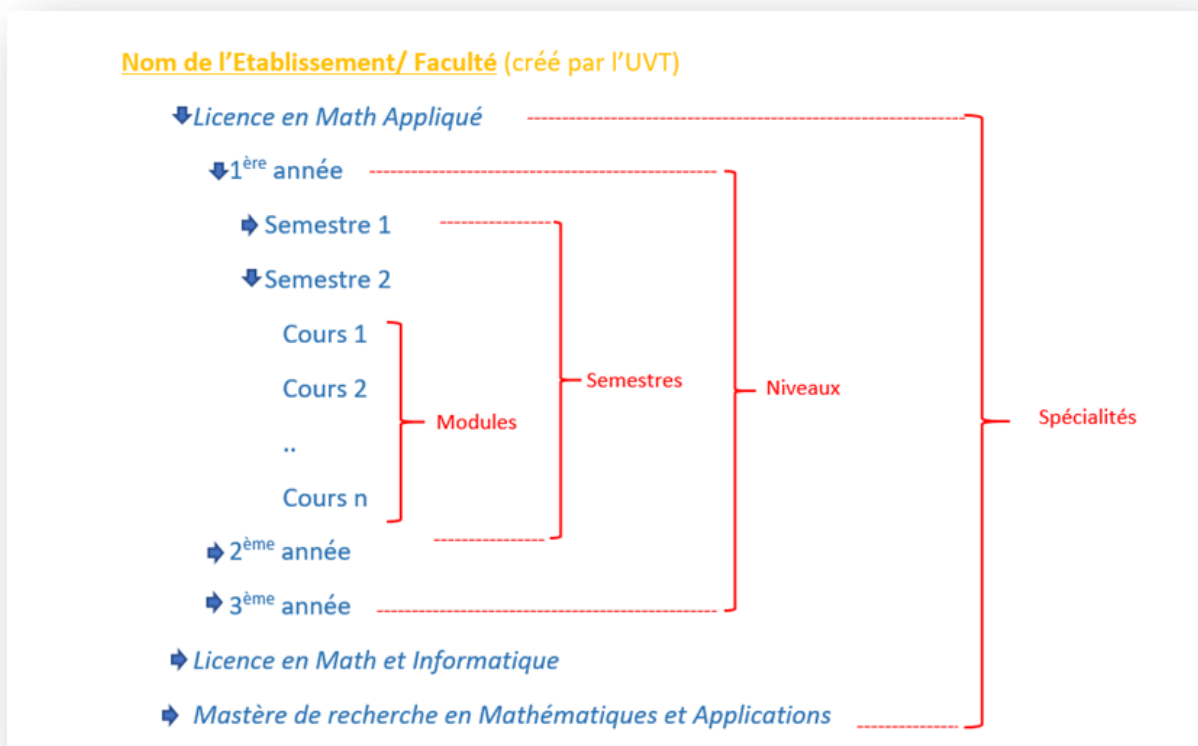 Nom de l'Etablissement/ Faculté (créé par l'UVT)
Licence en Math Appliqué
1ère année
Semestre 1
Semestre 2
Cours 1
Cours 2
..
Cours n
Modules
Semestres
Niveaux
Spécialités
2ème année
3ème année
Licence en Math et Informatique
Mastère de recherche en Mathématiques et Applications